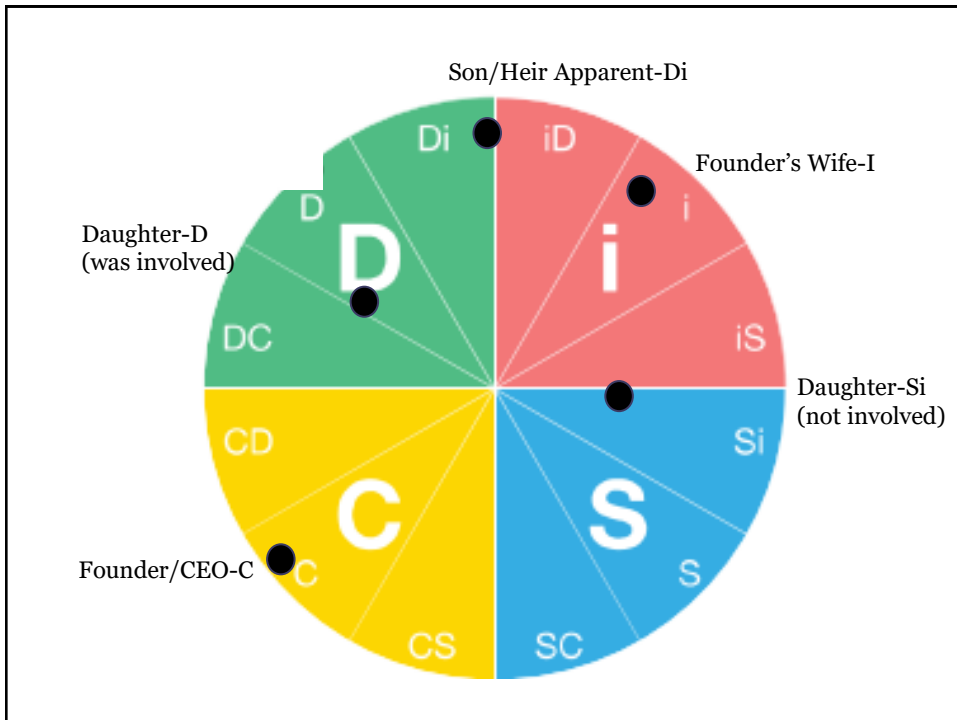 Son/Heir Apparent-Di
Di
iD
Founder's Wife-I
D
i
Daughter-D
(was involved)
D
i
DC
iS
Daughter-Si
(not involved)
CD
Si
C
S
Founder/CEO-C
C
S
CS
SC